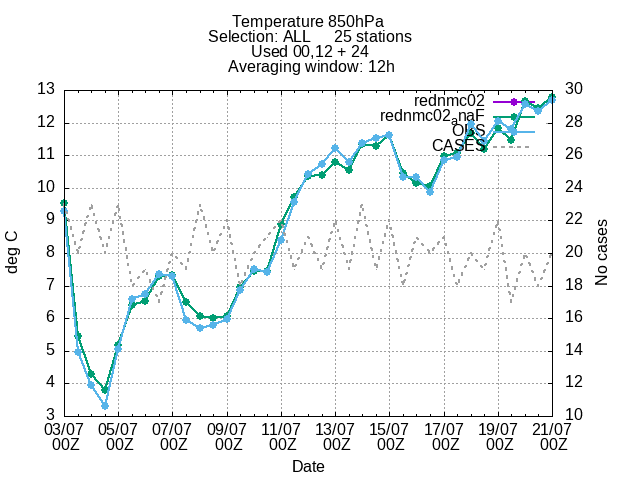 Temperature 850hPa
Selection: ALL 25 stations
Used 00,12 + 24
Averaging window: 12h
13 30
rednmc02
rednmc02_anaF
12 28
OBS
CASES
11 26
10 24
9 22
8 20
7 18
6 16
5 14
4 12
3 10
deg C
No cases
03/07 05/07 07/07 09/07 11/07 13/07 15/07 17/07 19/07 21/07
00Z 00Z 00Z 00Z 00Z 00Z 00Z 00Z 00Z 00Z
Date